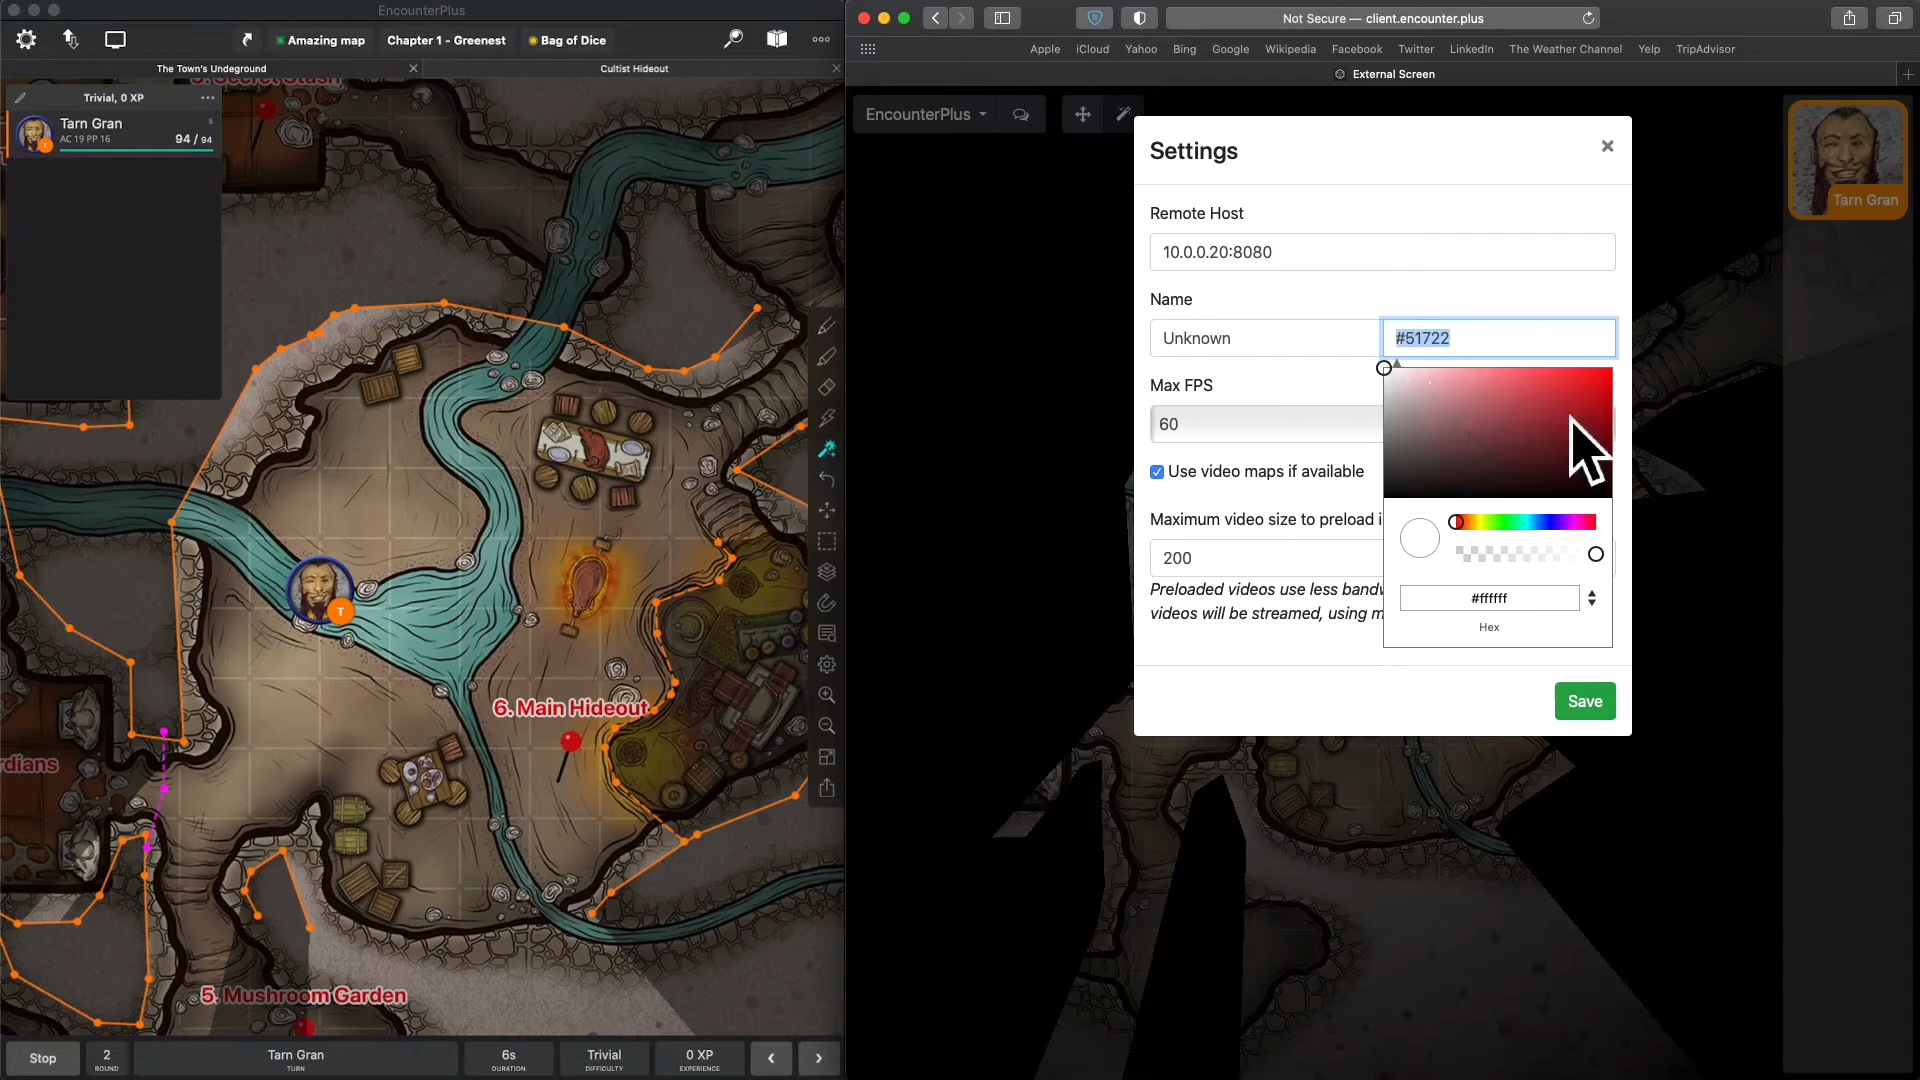 EncounterPlus
Amazing map
Chapter 1 - Greenest
Bag of Dice
The Town's Undeground
Cultist Hideout
Trivial, 0 XP
Tarn Gran
5
AC 19 PP 16
94 / 94
T
T
6. Main Hideout
5. Mushroom Garden
Stop
2
ROUND
Tarn Gran
TURN
6s
DURATION
Trivial
DIFFICULTY
0 XP
EXPERIENCE
Not Secure — client.encounter.plus
Apple iCloud Yahoo Bing Google Wikipedia Facebook Twitter LinkedIn The Weather Channel Yelp TripAdvisor
External Screen
EncounterPlus
Tarn Gran
Settings
Remote Host
10.0.0.20:8080
Name
Unknown
#51722
Max FPS
60
Use video maps if available
Maximum video size to preload
200
Preloaded videos use less
videos will be streamed, using
#ffffff
Hex
Save